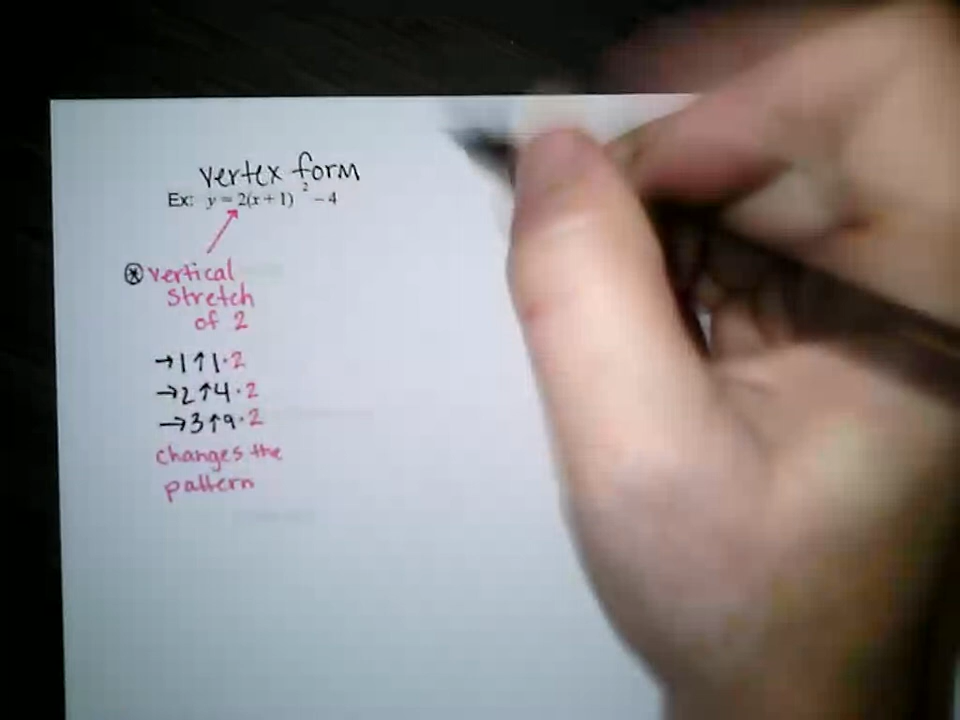 vertex form
Ex: y = 2(x + 1)² – 4
⊛ vertical
stretch
of 2
→1↑1·2
→2↑4·2
→3↑9·2
changes the
pattern